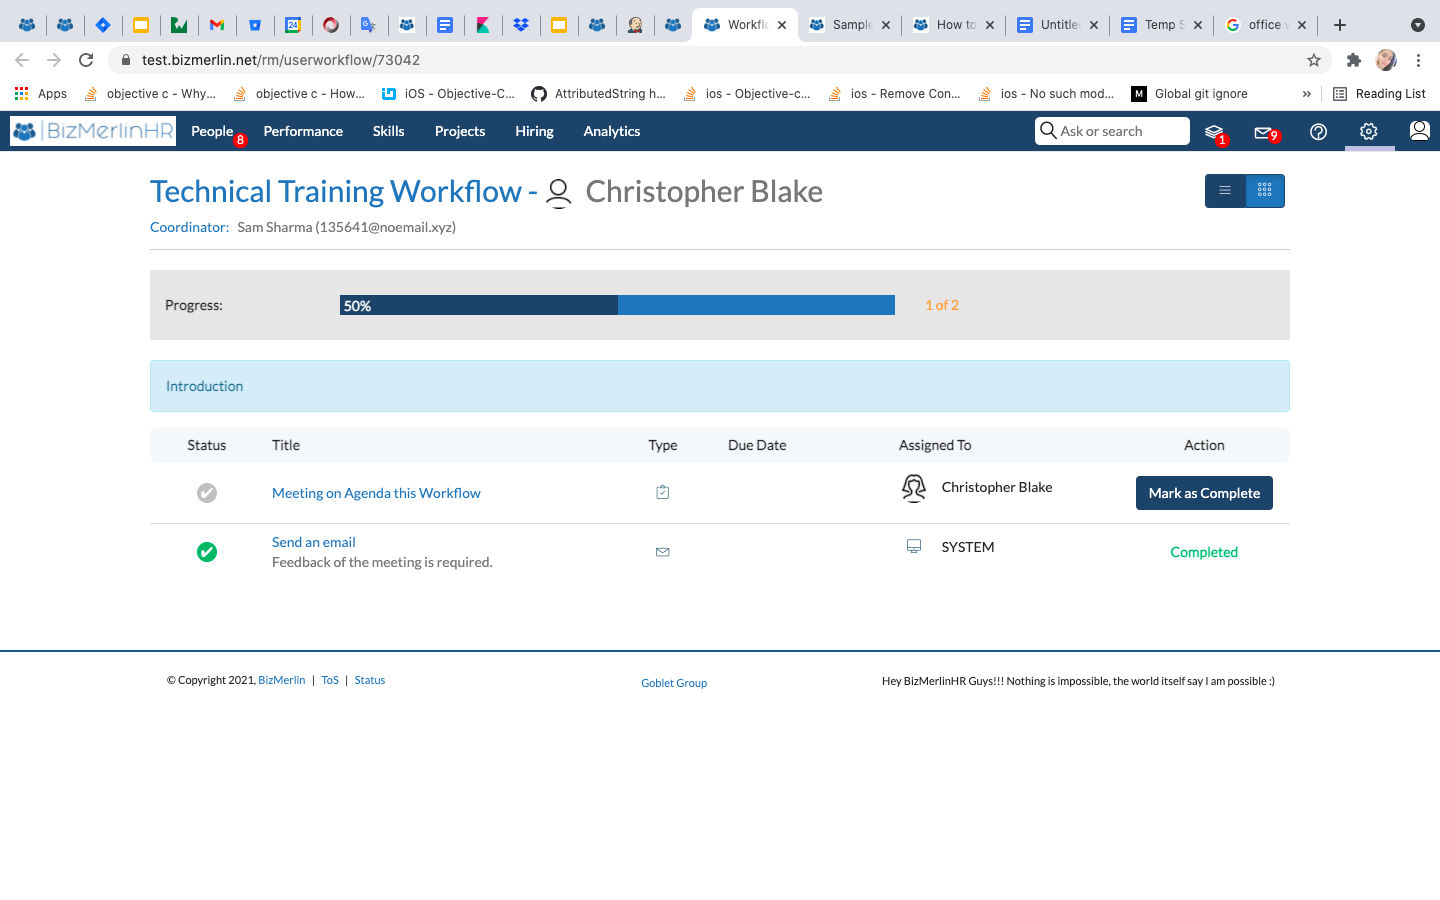 Workflo
Sample
How to
Untitle
Temp S
office
test.bizmerlin.net/rm/userworkflow/73042
Apps
objective c - Why...
objective c - How...
iOS - Objective-C...
AttributedString h...
ios - Objective-c...
ios - Remove Con...
ios - No such mod...
M
Global git ignore
»
Reading List
BizMerlinHR
People
8
Performance
Skills
Projects
Hiring
Analytics
Ask or search
1
9
Technical Training Workflow - Christopher Blake
Coordinator: Sam Sharma (135641@noemail.xyz)
Progress:
50%
1 of 2
Introduction
Status Title Type Due Date Assigned To Action
Meeting on Agenda this Workflow Christopher Blake Mark as Complete
Send an email SYSTEM Completed
Feedback of the meeting is required.
© Copyright 2021, BizMerlin | ToS | Status
Goblet Group
Hey BizMerlinHR Guys!!! Nothing is impossible, the world itself say I am possible :)